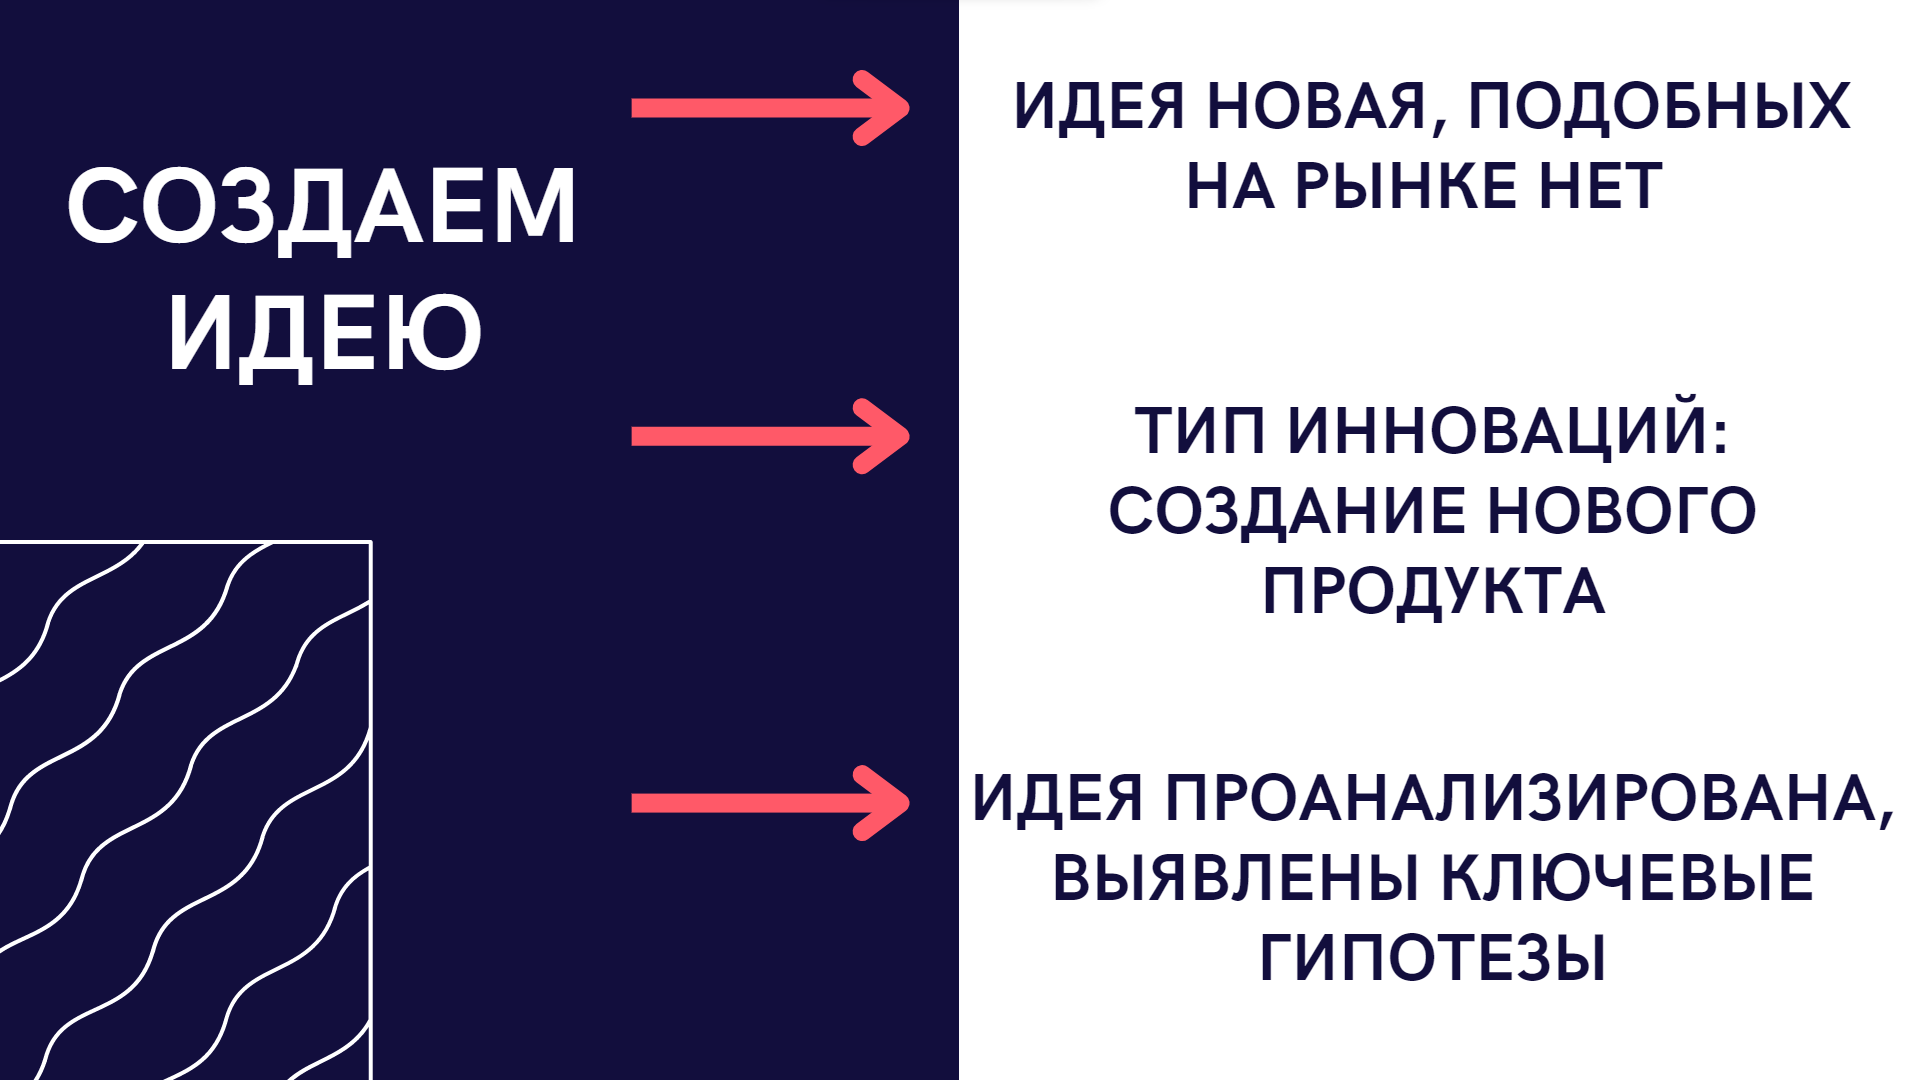 СОЗДАЕМ
ИДЕЮ
ИДЕЯ НОВАЯ, ПОДОБНЫХ
НА РЫНКЕ НЕТ
ТИП ИННОВАЦИЙ:
СОЗДАНИЕ НОВОГО
ПРОДУКТА
ИДЕЯ ПРОАНАЛИЗИРОВАНА,
ВЫЯВЛЕНЫ КЛЮЧЕВЫЕ
ГИПОТЕЗЫ